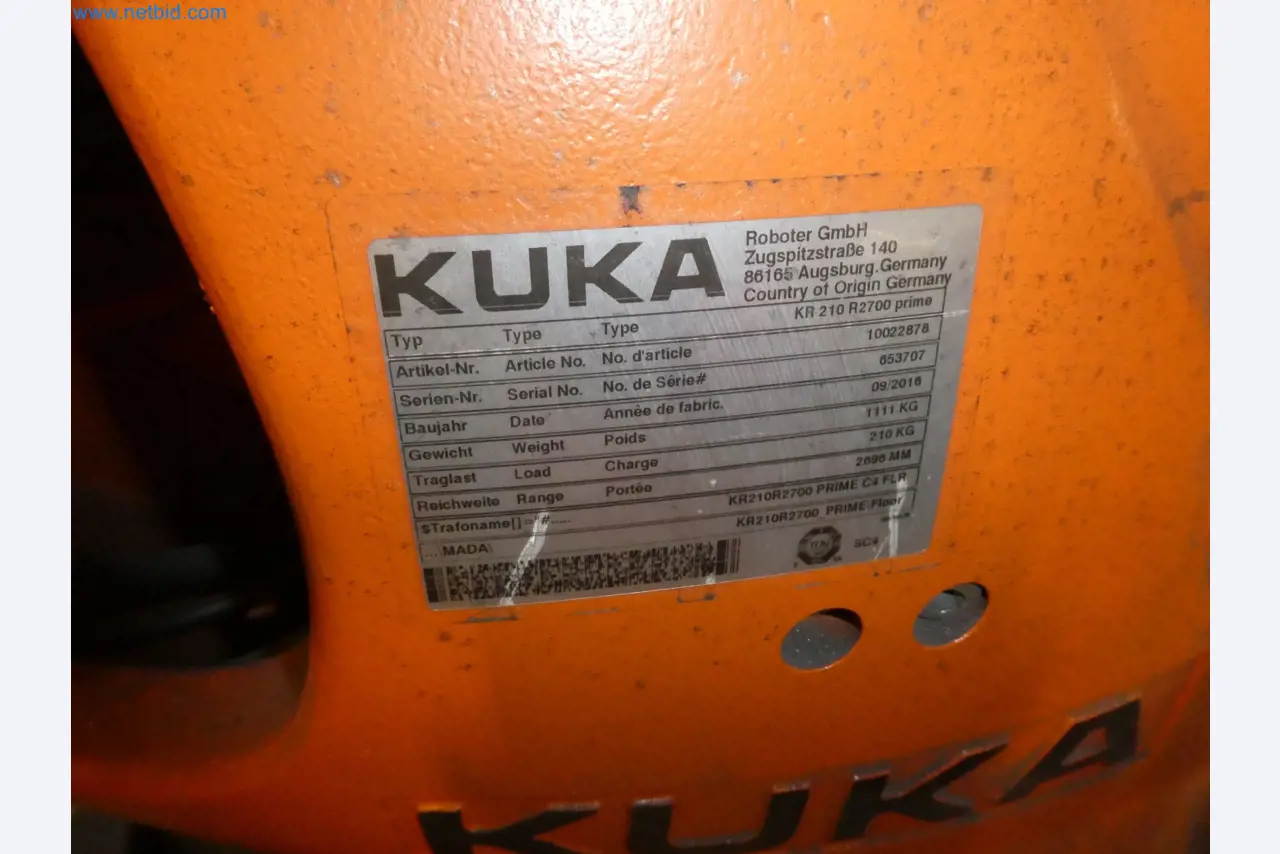 www.netbid.com
KUKA
Roboter GmbH
Zugspitzstraße 140
86165 Augsburg.Germany
Country of Origin Germany
Typ Type Type KR 210 R2700 prime
Artikel-Nr. Article No. No. d'article 10022878
Serien-Nr. Serial No. No. de Série# 653707
Baujahr Date Année de fabric. 09/2016
Gewicht Weight Poids 1111 KG
Traglast Load Charge 210 KG
Reichweite Range Portée 2696 MM
$Trafoname[]=#----- KR210R2700 PRIME C4 FLR
...\MADA\ KR210R2700_PRIME Floor
SC4
KUKA